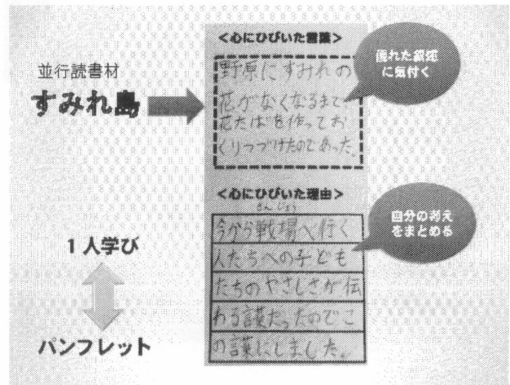 <心にひびいた言葉>
優れた叙述
に気付く
並行読書材
すみれ島
野原にすみれの
花がなくなるまで
花たばを作ってお
くりつづけたのであった。
<心にひびいた理由>
せんじょう
今から戦場へ行く
人たちへの子ども
たちのやさしさが伝
わる言葉だったのでこ
の言葉にしました。
自分の考え
をまとめる
1人学び
パンフレット